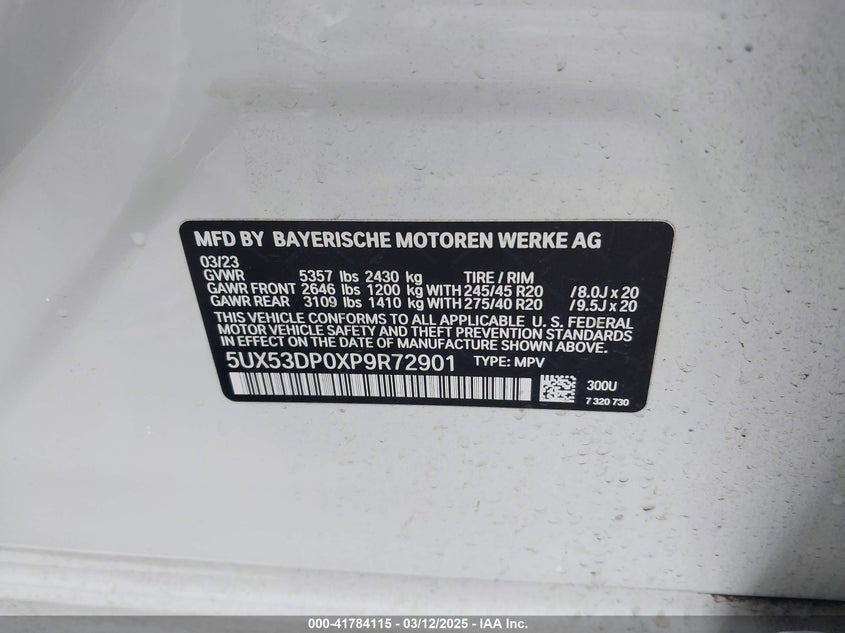 MFD BY BAYERISCHE MOTOREN WERKE AG
03/23
GVWR 5357 lbs 2430 kg TIRE / RIM
GAWR FRONT 2646 lbs 1200 kg WITH 245/45 R20 /8.0J x 20
GAWR REAR 3109 lbs 1410 kg WITH 275/40 R20 /9.5J x 20
THIS VEHICLE CONFORMS TO ALL APPLICABLE U. S. FEDERAL
MOTOR VEHICLE SAFETY AND THEFT PREVENTION STANDARDS
IN EFFECT ON THE DATE OF MANUFACTURE SHOWN ABOVE.
5UX53DP0XP9R72901 TYPE: MPV
300U
7 320 730
000-41784115 - 03/12/2025 - IAA Inc.